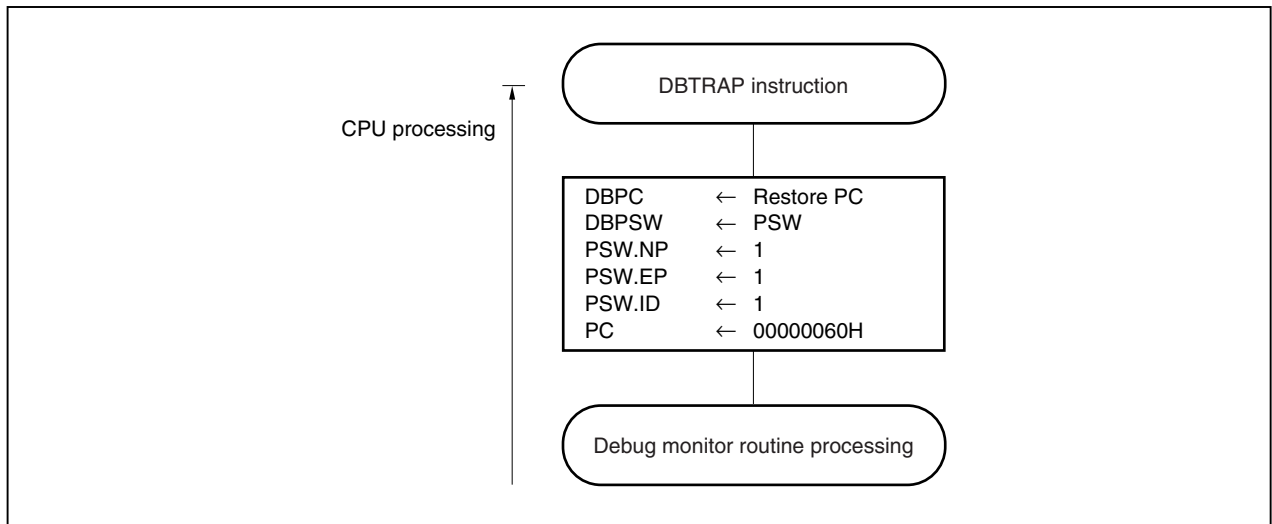 DBTRAP instruction
CPU processing
DBPC ← Restore PC
DBPSW ← PSW
PSW.NP ← 1
PSW.EP ← 1
PSW.ID ← 1
PC ← 00000060H
Debug monitor routine processing